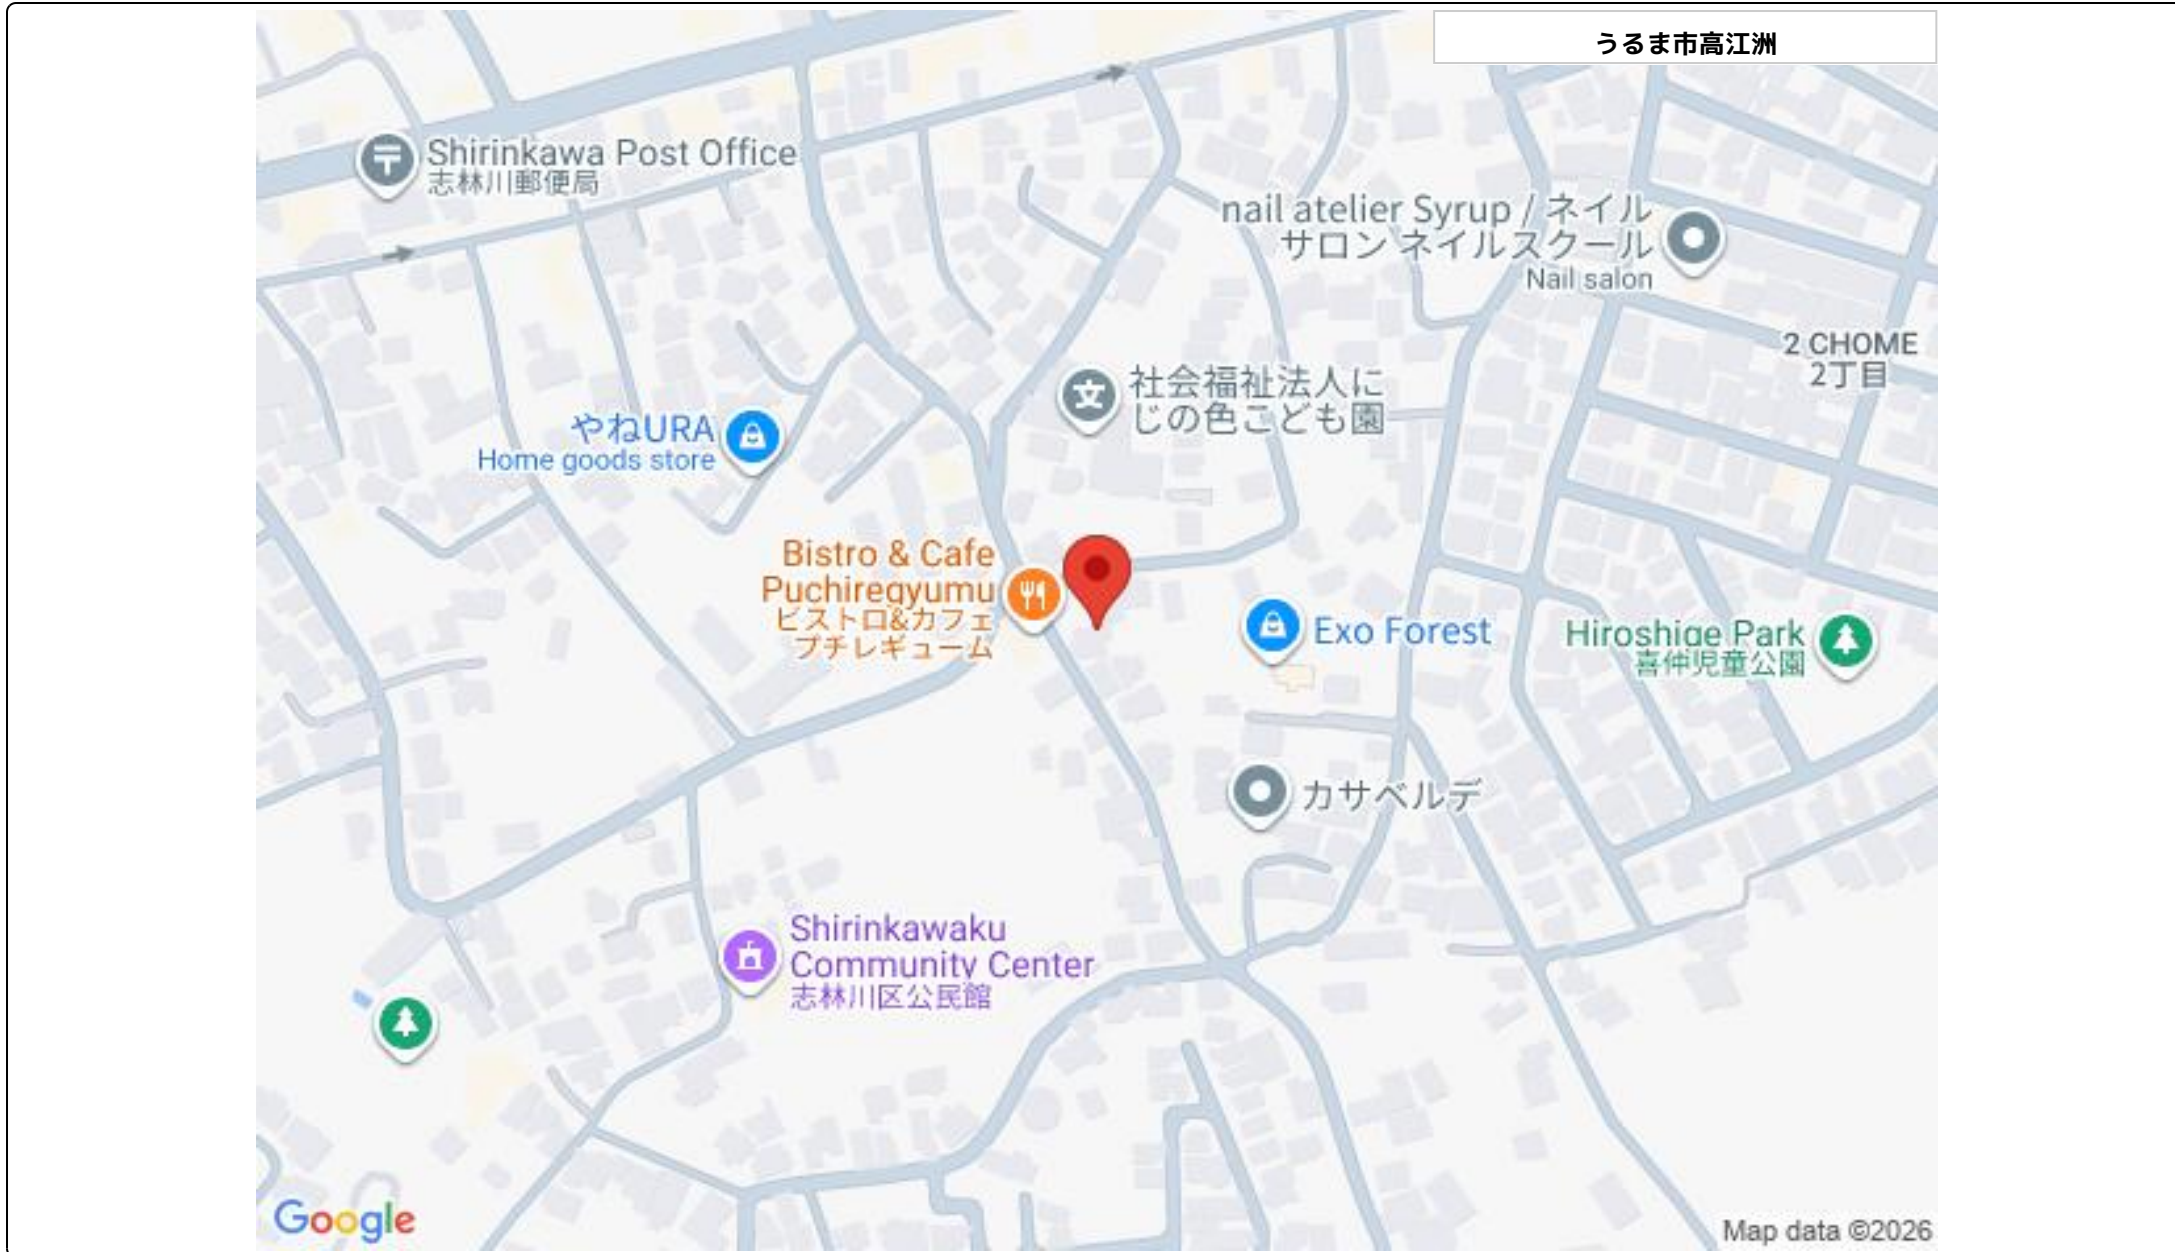 うるま市高江洲
Shirinkawa Post Office
志林川郵便局
nail atelier Syrup / ネイル
サロン ネイルスクール
Nail salon
2 CHOME
2丁目
社会福祉法人に
じの色こども園
やねURA
Home goods store
Bistro & Cafe
Puchiregyumu
ビストロ&カフェ
プチレギューム
Exo Forest
Hiroshige Park
喜仲児童公園
カサベルデ
Shirinkawaku
Community Center
志林川区公民館
Google
Map data ©2026